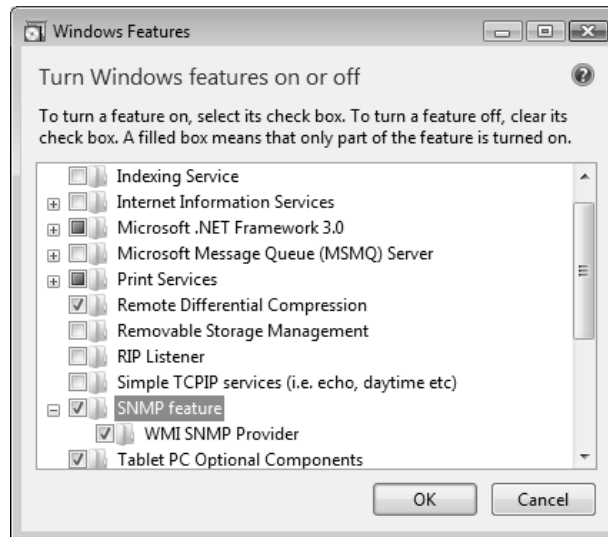 Windows Features
Turn Windows features on or off
To turn a feature on, select its check box. To turn a feature off, clear its
check box. A filled box means that only part of the feature is turned on.
Indexing Service
Internet Information Services
Microsoft .NET Framework 3.0
Microsoft Message Queue (MSMQ) Server
Print Services
Remote Differential Compression
Removable Storage Management
RIP Listener
Simple TCPIP services (i.e. echo, daytime etc)
SNMP feature
WMI SNMP Provider
Tablet PC Optional Components
OK Cancel